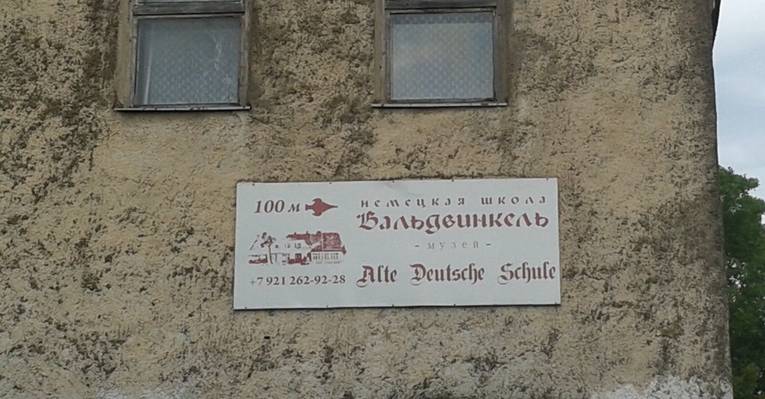 100 м
немецкая школа
Вальдвинкель
- музей -
+7 921 262-92-28
Alte Deutsche Schule